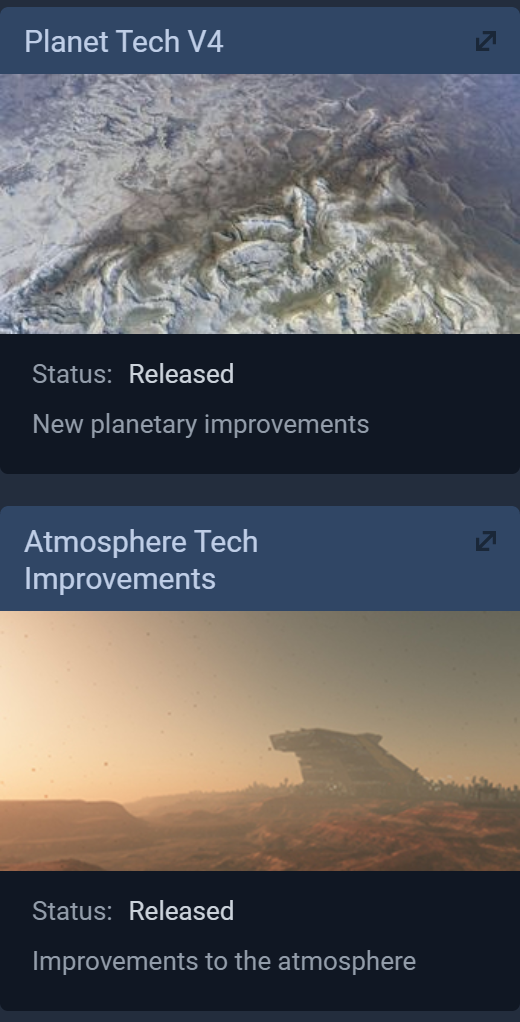 Planet Tech V4
Status: Released
New planetary improvements
Atmosphere Tech
Improvements
Status: Released
Improvements to the atmosphere